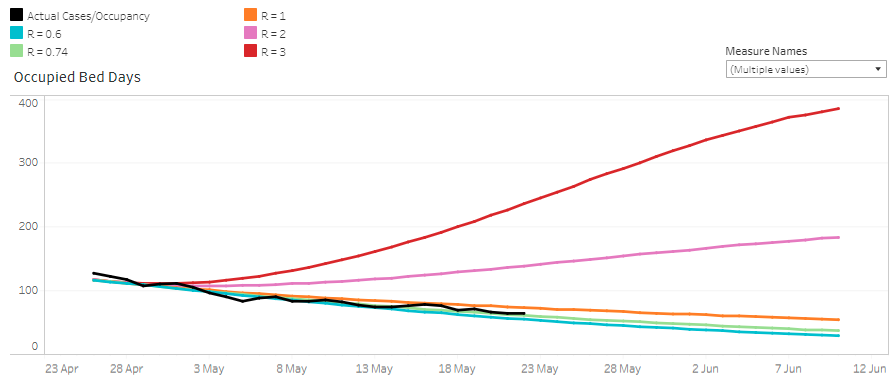 Actual Cases/Occupancy
R = 1
R = 0.6
R = 2
R = 0.74
R = 3
Measure Names
(Multiple values)
Occupied Bed Days
400
300
200
100
0
23 Apr 28 Apr 3 May 8 May 13 May 18 May 23 May 28 May 2 Jun 7 Jun 12 Jun